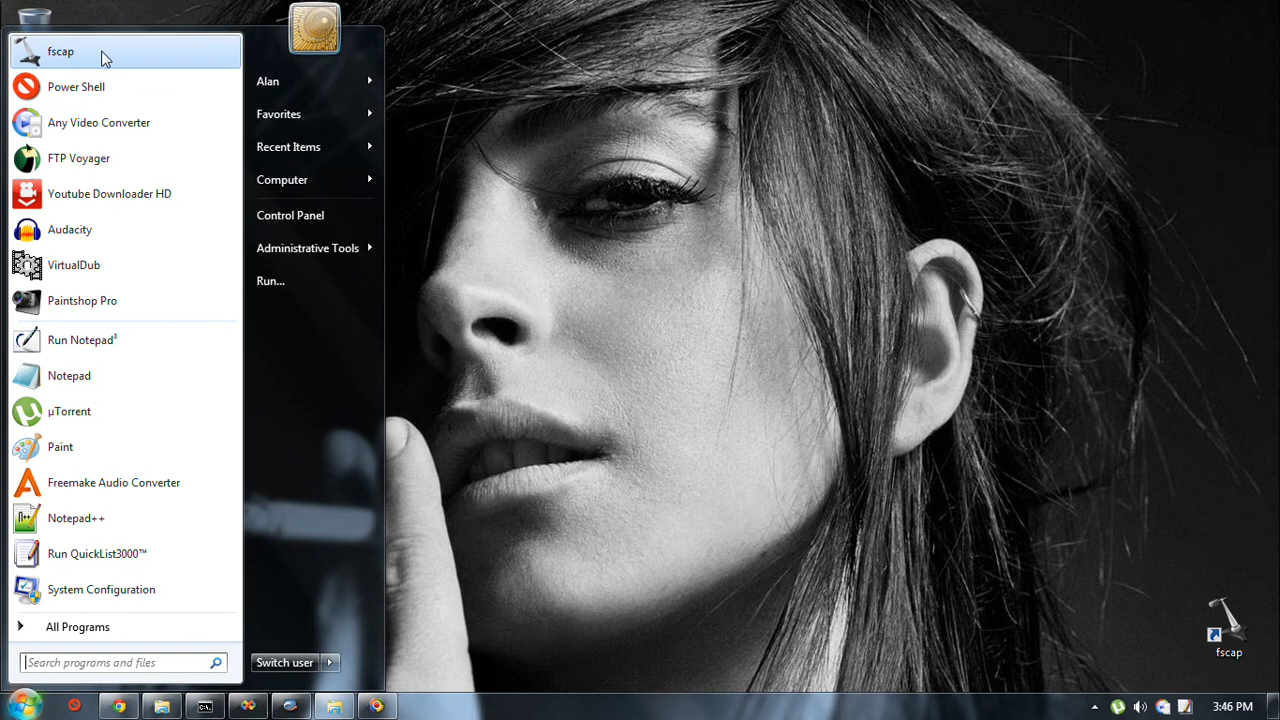 fscap
Power Shell
Any Video Converter
FTP Voyager
Youtube Downloader HD
Audacity
VirtualDub
Paintshop Pro
Run Notepad³
Notepad
µTorrent
Paint
Freemake Audio Converter
Notepad++
Run QuickList3000™
System Configuration
All Programs
Search programs and files
Alan
Favorites
Recent Items
Computer
Control Panel
Administrative Tools
Run...
Switch user
fscap
3:46 PM